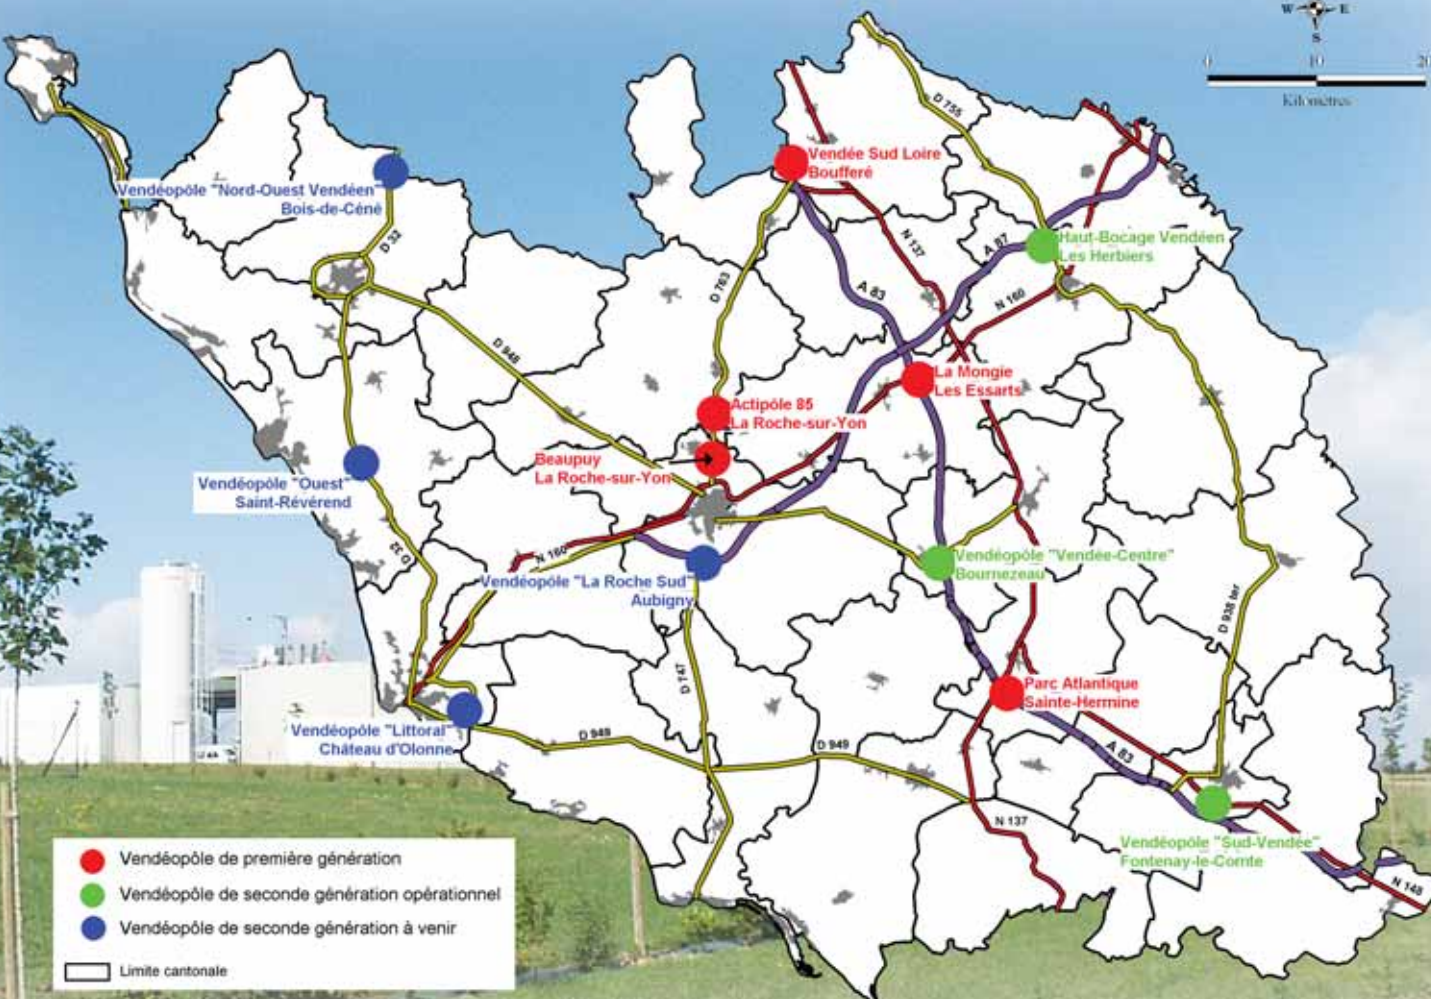 W E
S
0 10 20
Kilomètres
D 755
Vendée Sud Loire
Boufferé
Vendéopôle "Nord-Ouest Vendéen"
Bois-de-Céné
D 32
N 137
A 87
Haut-Bocage Vendéen
Les Herbiers
D 763
A 83
N 160
D 948
La Mongie
Les Essarts
Actipôle 85
La Roche-sur-Yon
Beaupuy
La Roche-sur-Yon
Vendéopôle "Ouest"
Saint-Révérend
D 32
N 160
Vendéopôle "La Roche Sud"
Aubigny
Vendéopôle "Vendée-Centre"
Bournezeau
D 938 ter
D 747
Parc Atlantique
Sainte-Hermine
Vendéopôle "Littoral"
Château d'Olonne
D 949
D 949
A 83
N 137
Vendéopôle "Sud-Vendée"
Fontenay-le-Comte
N 148
Vendéopôle de première génération
Vendéopôle de seconde génération opérationnel
Vendéopôle de seconde génération à venir
Limite cantonale